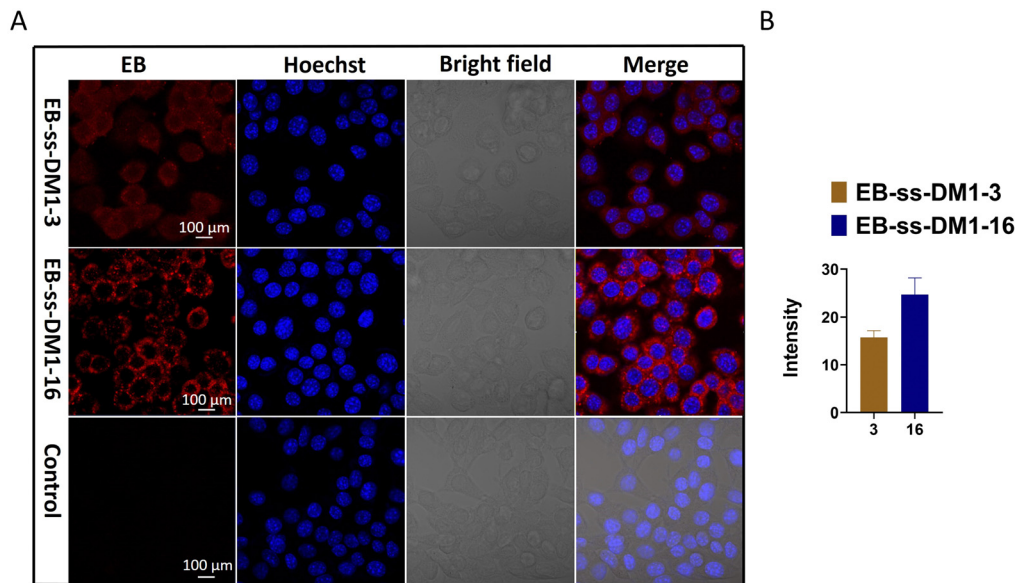 A
B
EB Hoechst Bright field Merge
EB-ss-DM1-3
100 µm
EB-ss-DM1-16
100 µm
Control
100 µm
EB-ss-DM1-3
EB-ss-DM1-16
Intensity
30
20
10
0
3 16